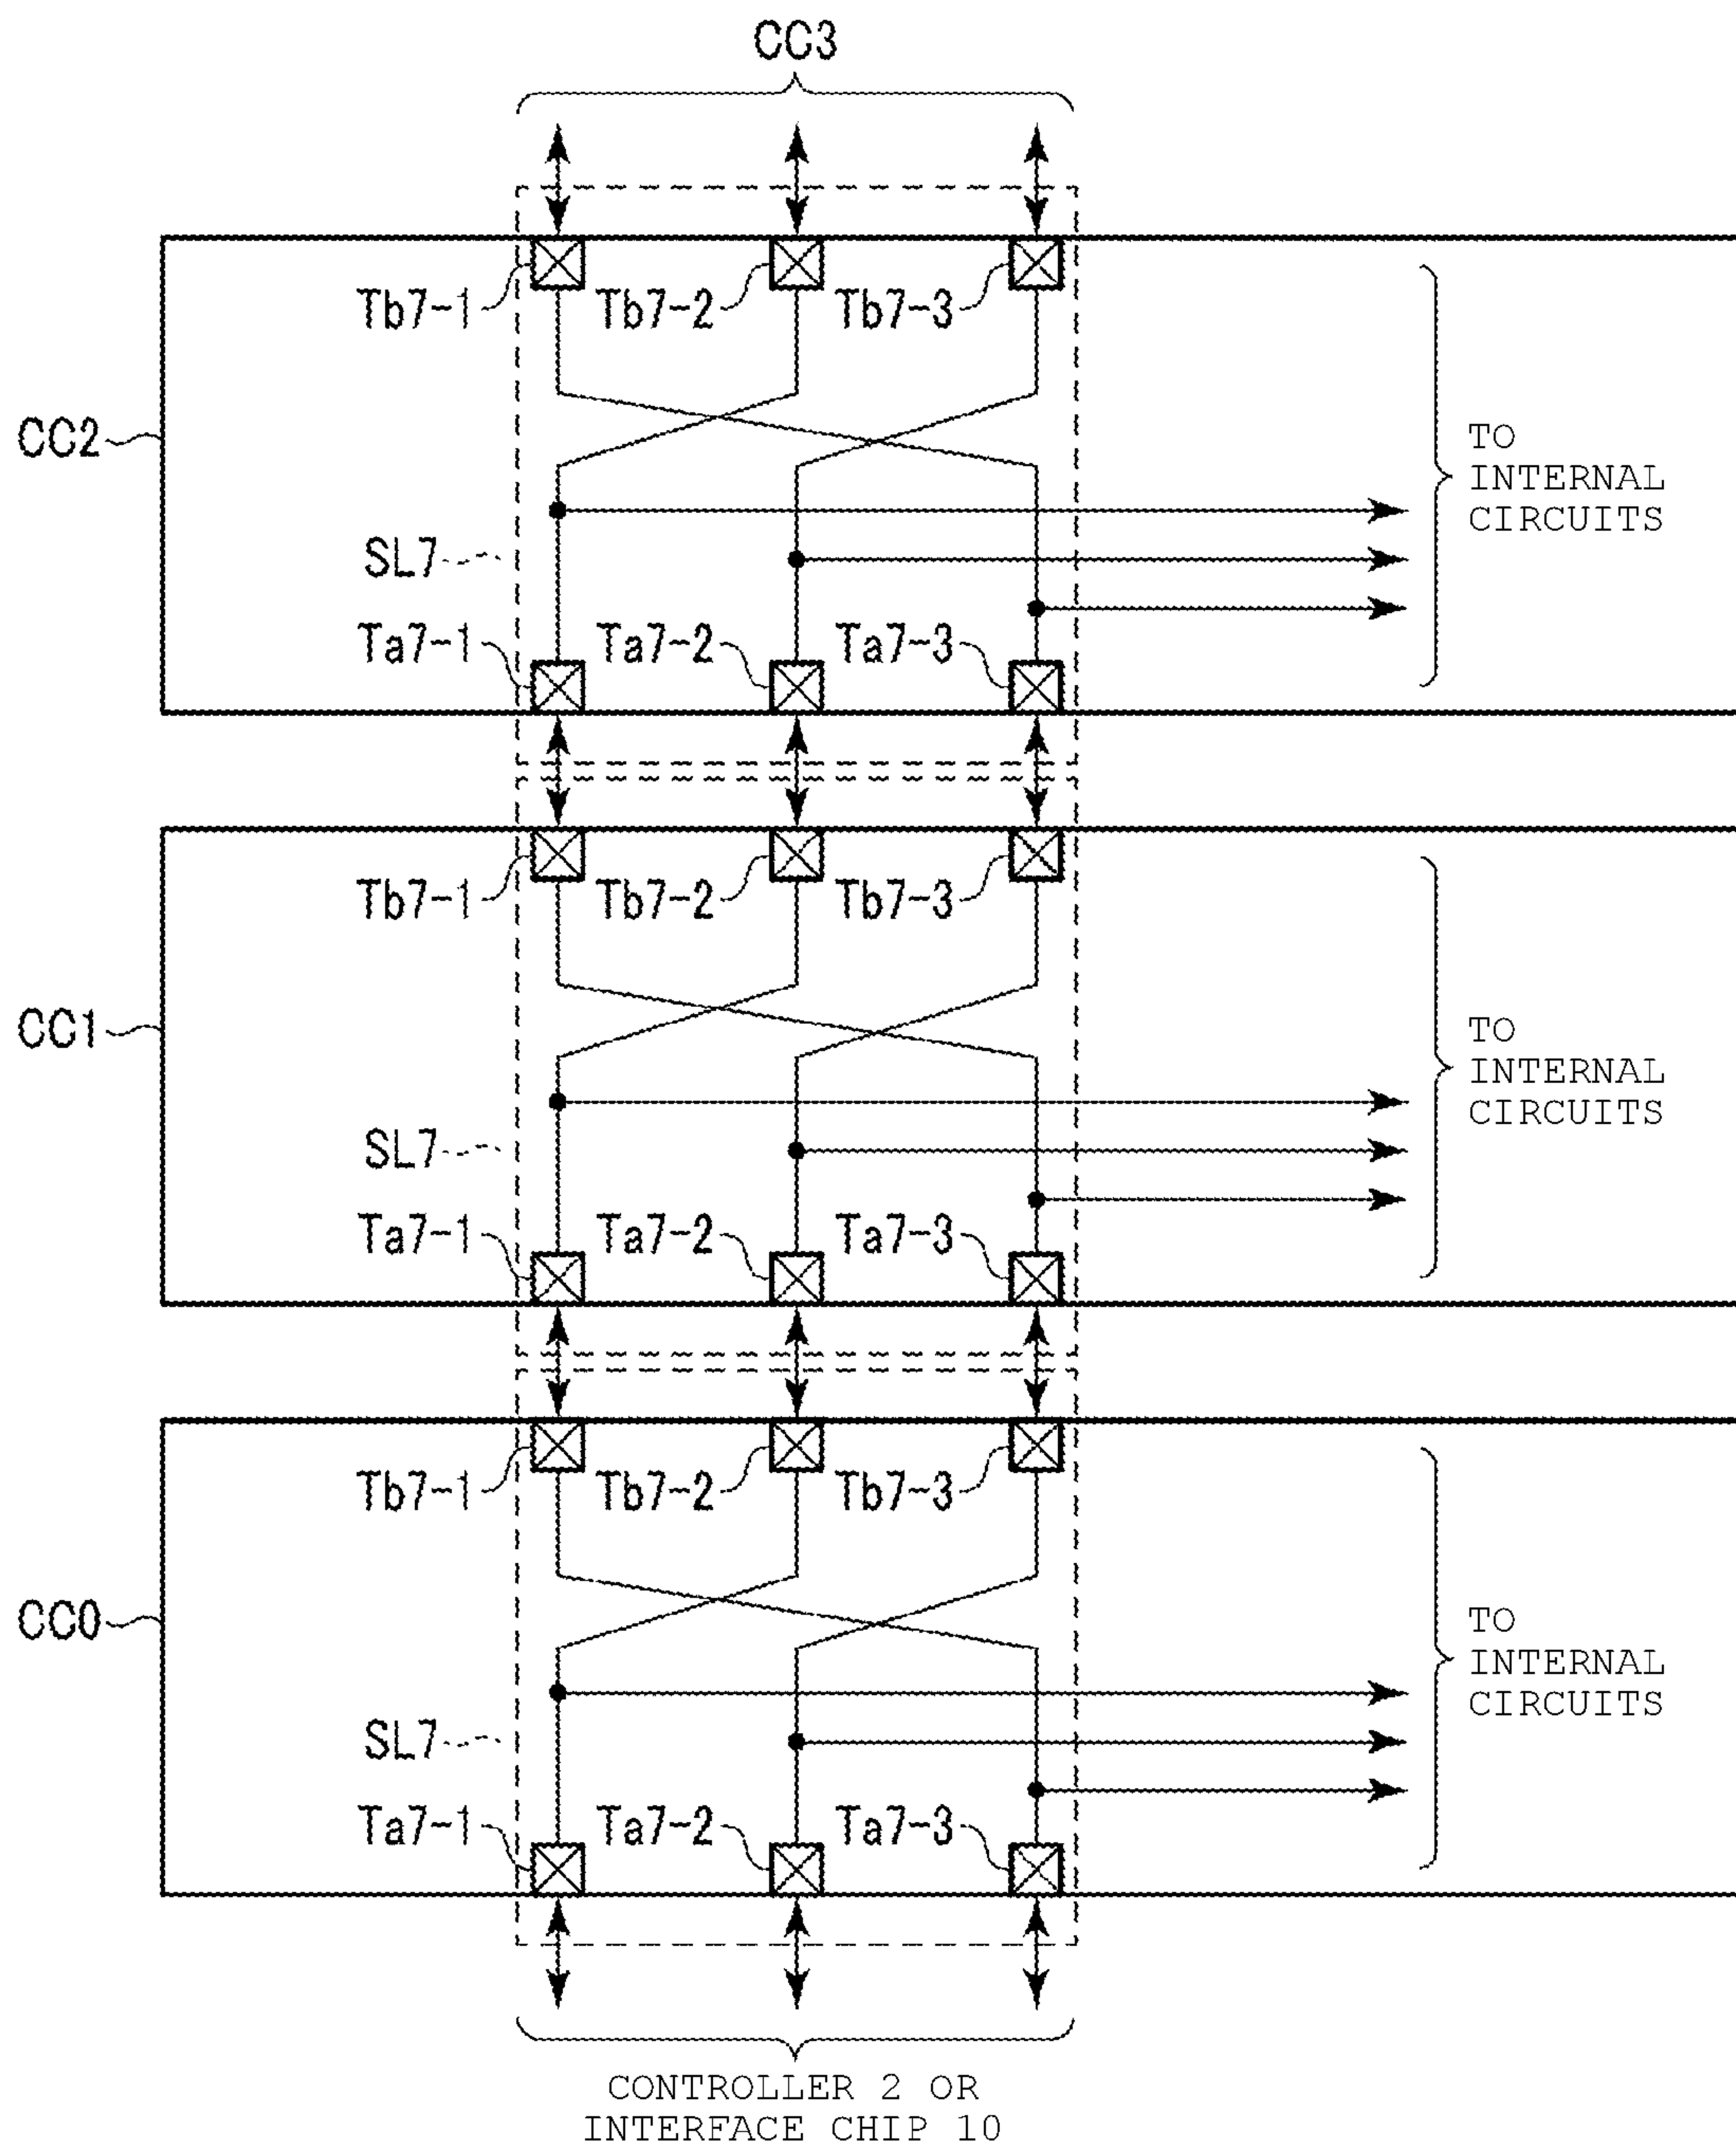 CC3
Tb7-1 Tb7-2 Tb7-3
CC2
TO
INTERNAL
CIRCUITS
SL7
Ta7-1 Ta7-2 Ta7-3
Tb7-1 Tb7-2 Tb7-3
CC1
TO
INTERNAL
CIRCUITS
SL7
Ta7-1 Ta7-2 Ta7-3
Tb7-1 Tb7-2 Tb7-3
CC0
TO
INTERNAL
CIRCUITS
SL7
Ta7-1 Ta7-2 Ta7-3
CONTROLLER 2 OR
INTERFACE CHIP 10